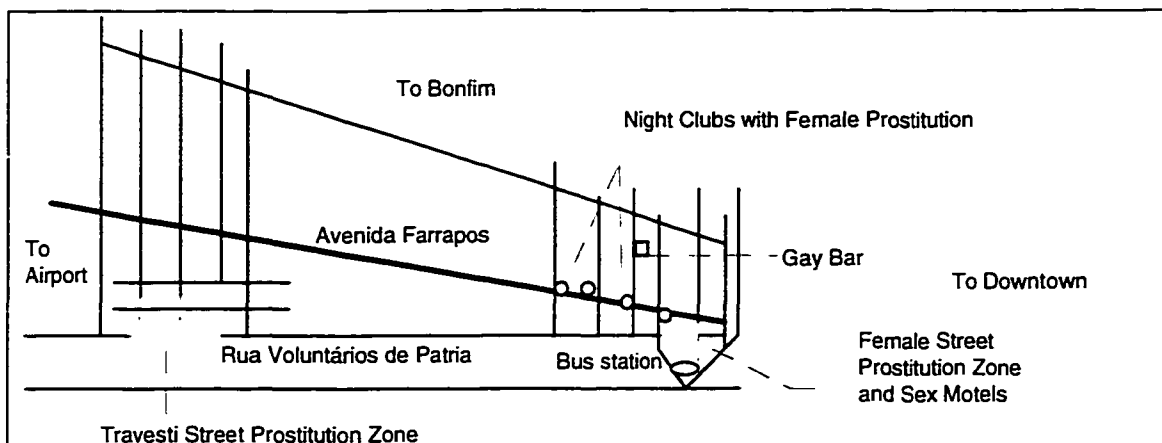 To Bonfim
Night Clubs with Female Prostitution
Avenida Farrapos
To
Airport
Gay Bar
To Downtown
Rua Voluntários de Patria
Bus station
Female Street
Prostitution Zone
and Sex Motels
Travesti Street Prostitution Zone